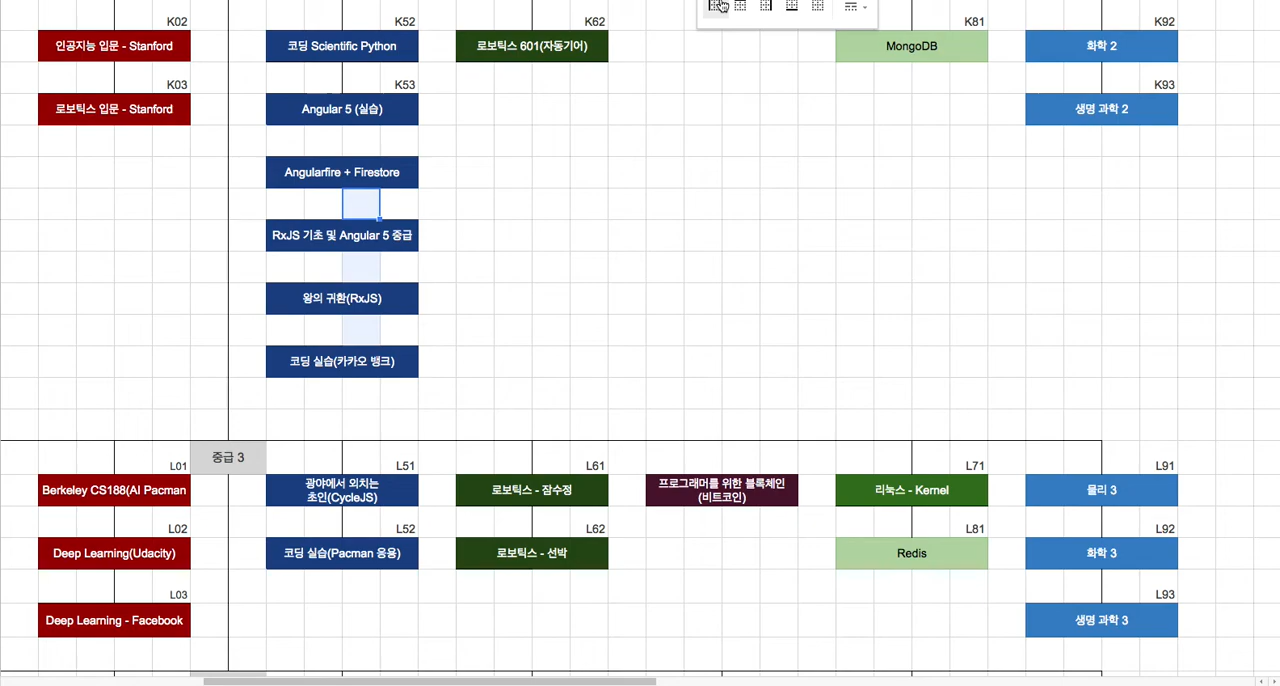 K02 K52 K62 K81 K92
인공지능 입문 - Stanford 코딩 Scientific Python 로보틱스 601(자동기어) MongoDB 화학 2
K03 K53 K93
로보틱스 입문 - Stanford Angular 5 (실습) 생명 과학 2
Angularfire + Firestore
RxJS 기초 및 Angular 5 중급
왕의 귀환(RxJS)
코딩 실습(카카오 뱅크)
중급 3
L01 L51 L61 L71 L91
Berkeley CS188(AI Pacman 광야에서 외치는 로보틱스 - 잠수정 프로그래머를 위한 블록체인 리눅스 - Kernel 물리 3
초인(CycleJS) (비트코인)
L02 L52 L62 L81 L92
Deep Learning(Udacity) 코딩 실습(Pacman 응용) 로보틱스 - 선박 Redis 화학 3
L03 L93
Deep Learning - Facebook 생명 과학 3